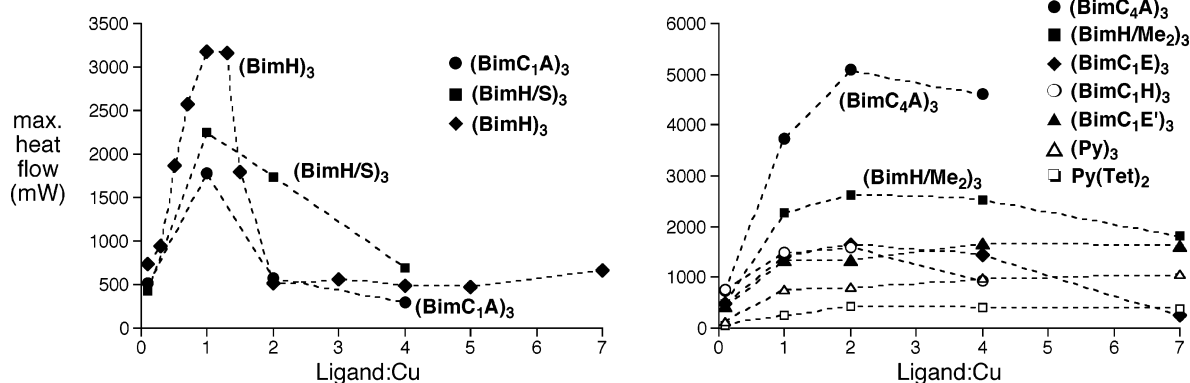 max.
heat
flow
(mW)
3500
3000
2500
2000
1500
1000
500
0
0 1 2 3 4 5 6 7
Ligand:Cu
(BimH)₃
(BimH/S)₃
(BimC₁A)₃
(BimC₁A)₃
(BimH/S)₃
(BimH)₃
6000
5000
4000
3000
2000
1000
0
0 1 2 3 4 5 6 7
Ligand:Cu
(BimC₄A)₃
(BimH/Me₂)₃
(BimC₄A)₃
(BimH/Me₂)₃
(BimC₁E)₃
(BimC₁H)₃
(BimC₁E')₃
(Py)₃
Py(Tet)₂